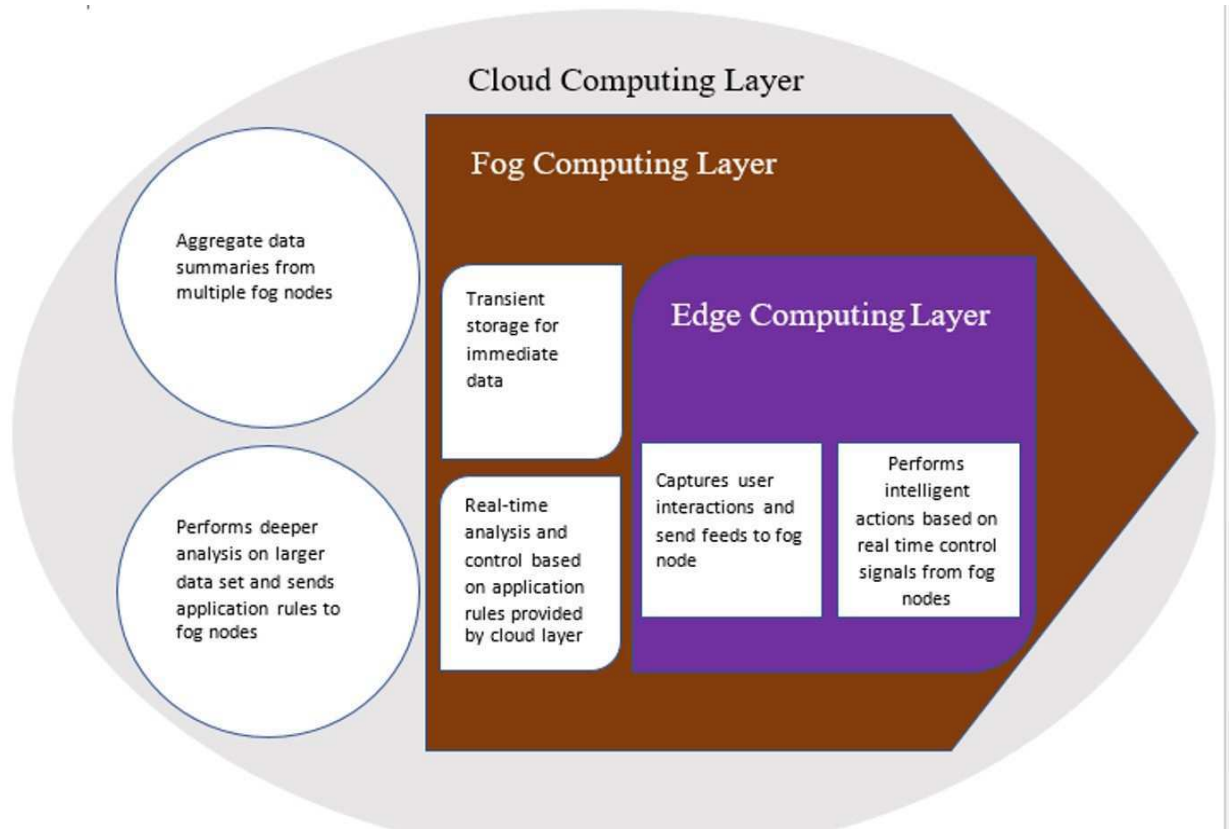 Cloud Computing Layer
Fog Computing Layer
Aggregate data
summaries from
multiple fog nodes
Transient
storage for
immediate
data
Edge Computing Layer
Performs deeper
analysis on larger
data set and sends
application rules to
fog nodes
Real-time
analysis and
control based
on application
rules provided
by cloud layer
Captures user
interactions and
send feeds to fog
node
Performs
intelligent
actions based on
real time control
signals from fog
nodes